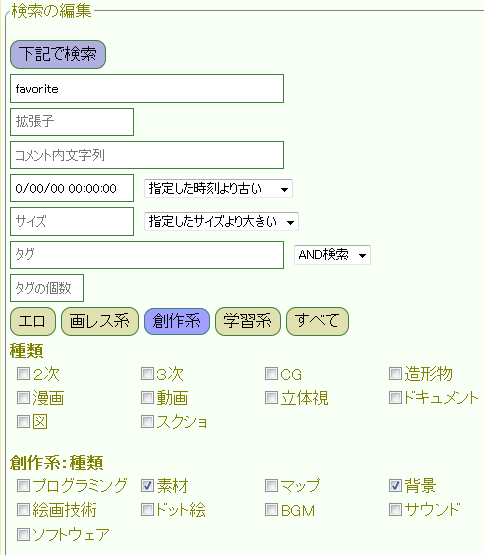 検索の編集
下記で検索
favorite
拡張子
コメント内文字列
0/00/00 00:00:00 指定した時刻より古い
サイズ 指定したサイズより大きい
タグ AND検索
タグの個数
エロ 画レス系 創作系 学習系 すべて
種類
２次 ３次 CG 造形物
漫画 動画 立体視 ドキュメント
図 スクショ
創作系：種類
プログラミング 素材 マップ 背景
絵画技術 ドット絵 BGM サウンド
ソフトウェア